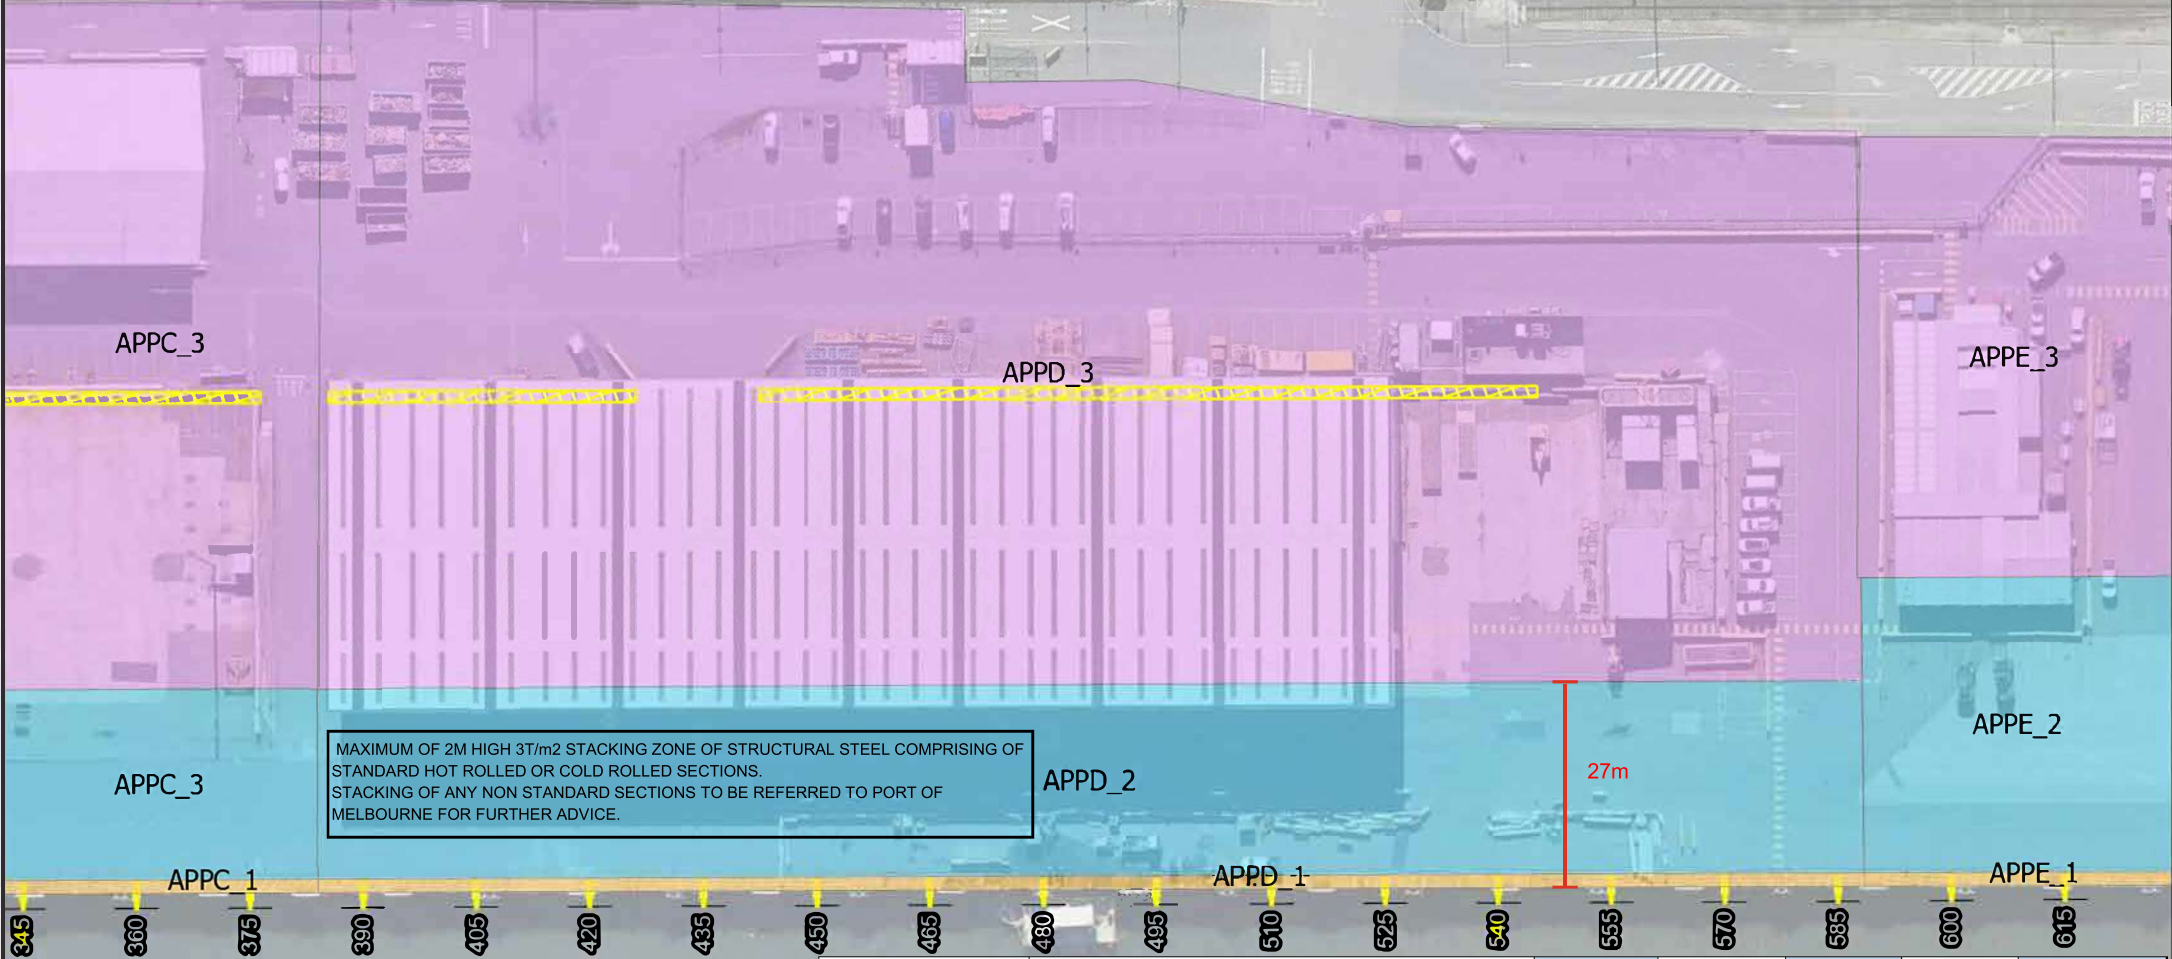 APPC_3
APPD_3
APPE_3
APPE_2
MAXIMUM OF 2M HIGH 3T/m2 STACKING ZONE OF STRUCTURAL STEEL COMPRISING OF
STANDARD HOT ROLLED OR COLD ROLLED SECTIONS.
STACKING OF ANY NON STANDARD SECTIONS TO BE REFERRED TO PORT OF
MELBOURNE FOR FURTHER ADVICE.
APPC_3
APPD_2
27m
APPC_1
APPD_1
APPE_1
345
360
375
390
405
420
435
450
465
480
495
510
525
540
555
570
585
600
615